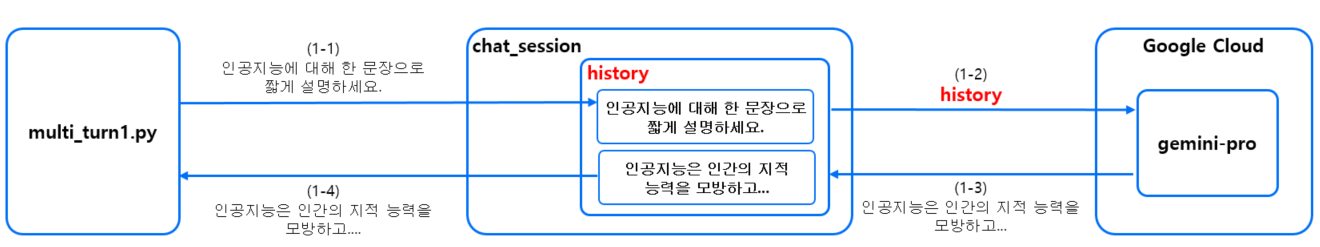 (1-1)
인공지능에 대해 한 문장으로
짧게 설명하세요.
multi_turn1.py
(1-4)
인공지능은 인간의 지적 능력을
모방하고....
chat_session
history
인공지능에 대해 한 문장으로
짧게 설명하세요.
인공지능은 인간의 지적
능력을 모방하고...
(1-2)
history
(1-3)
인공지능은 인간의 지적 능력을
모방하고...
Google Cloud
gemini-pro